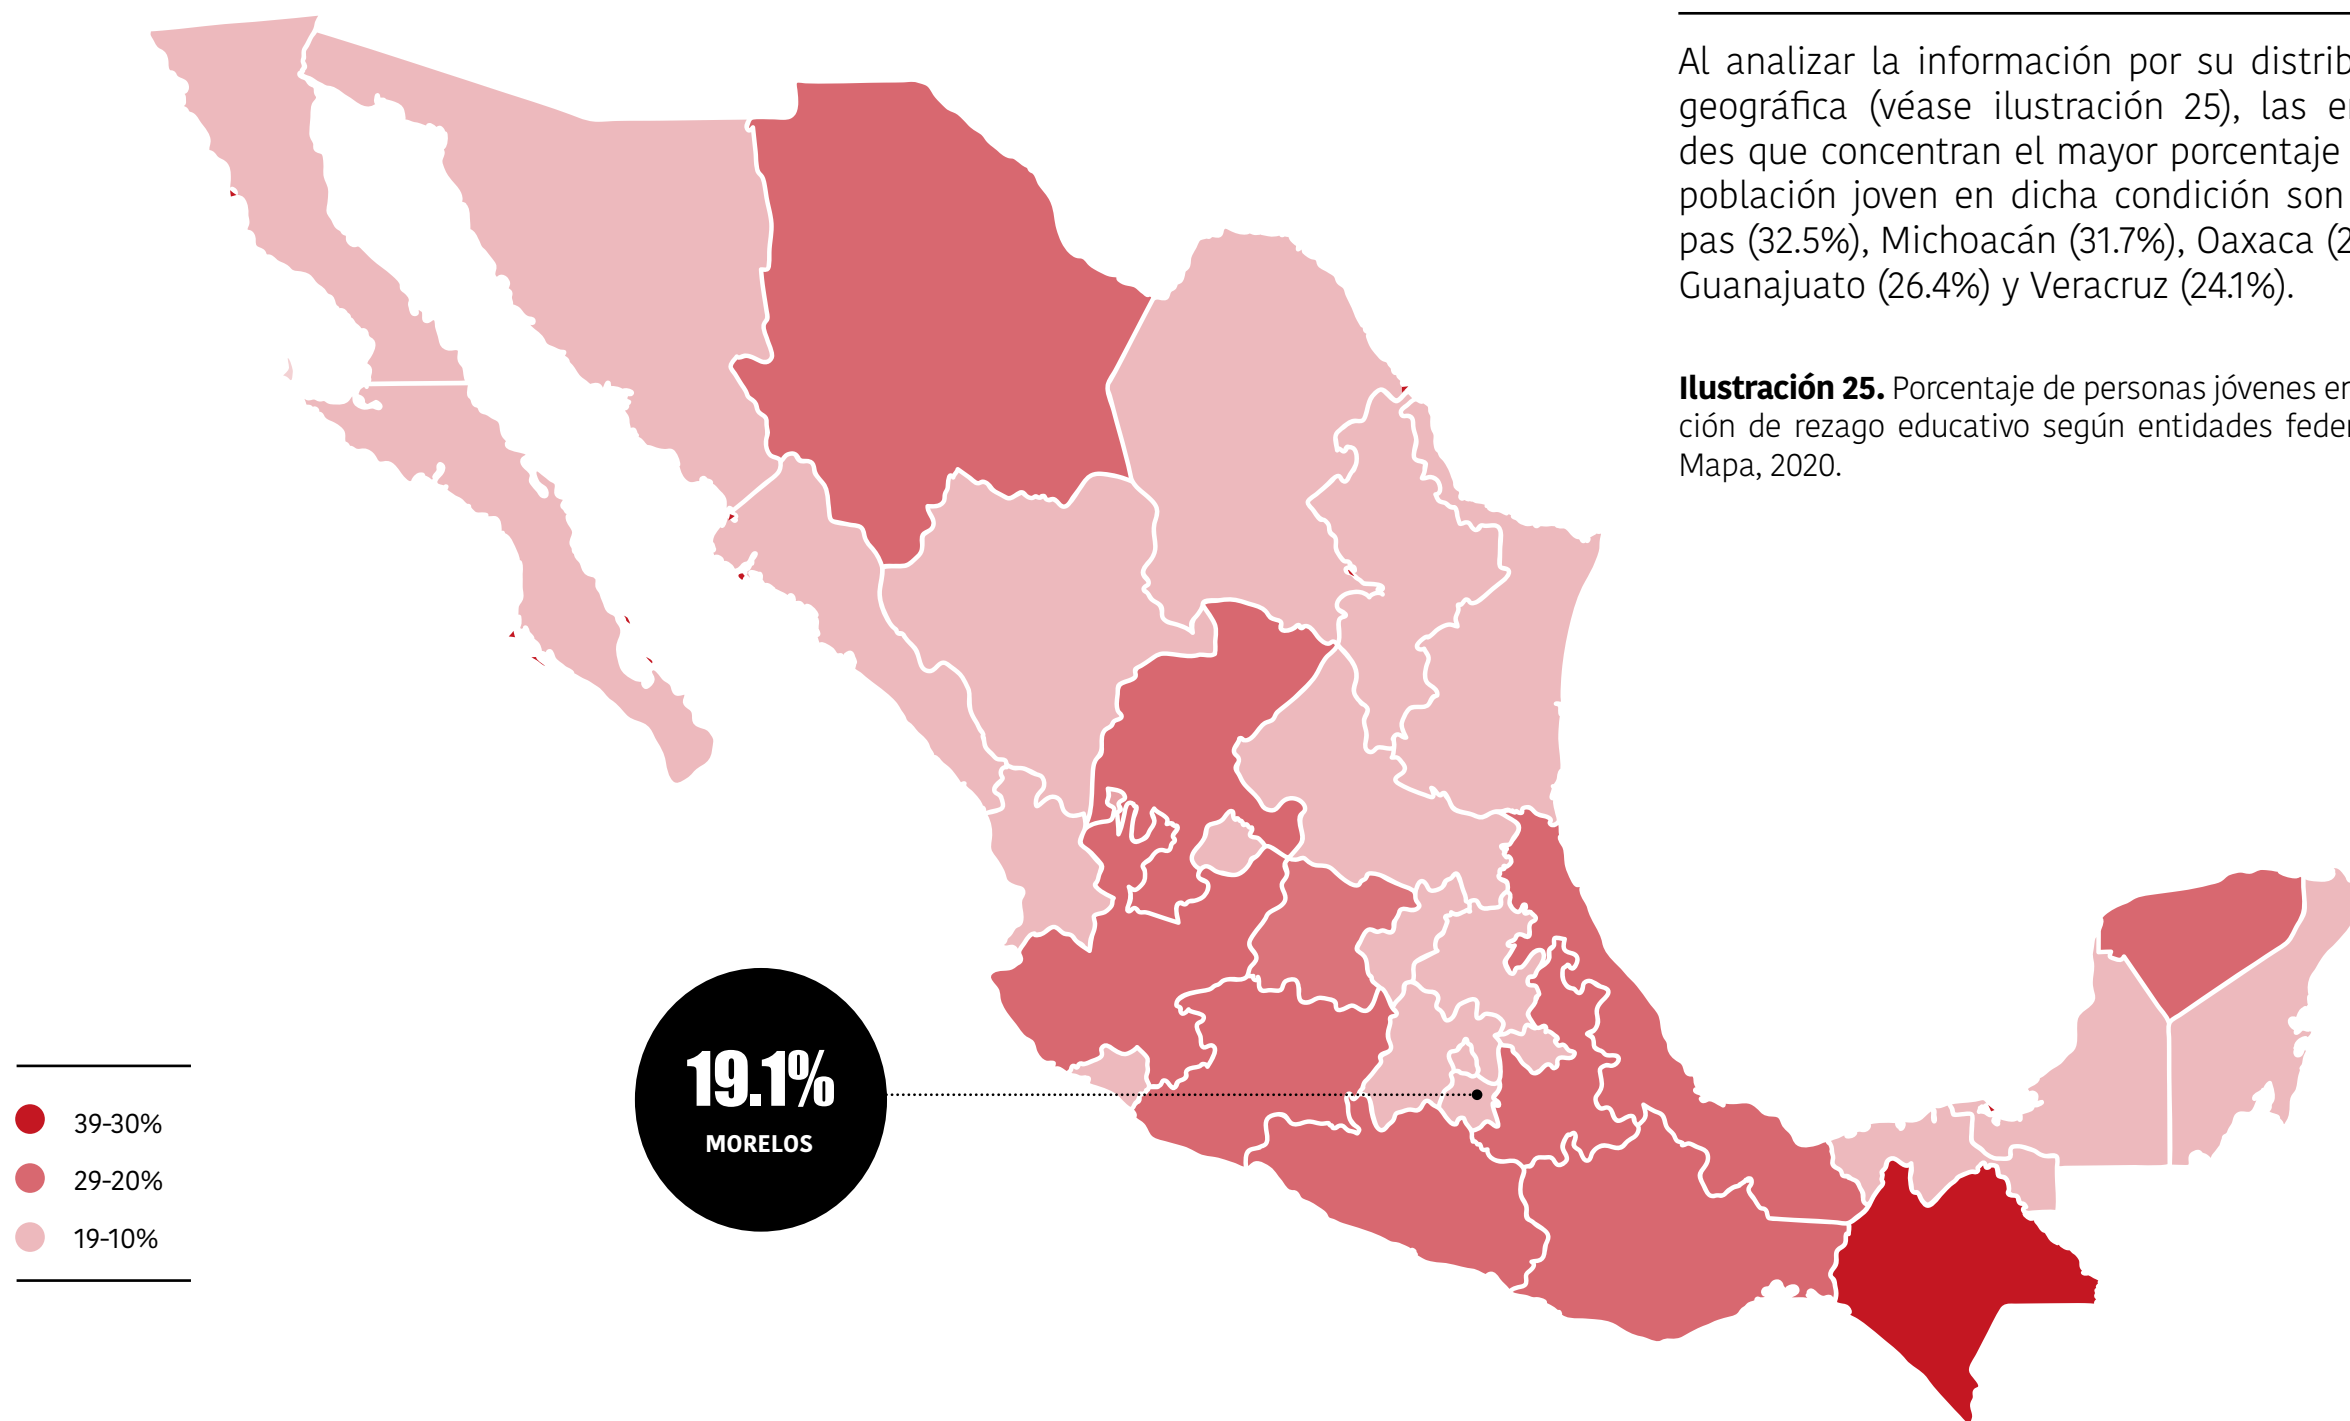 Al analizar la información por su distrib
geográfica (véase ilustración 25), las en
des que concentran el mayor porcentaje
población joven en dicha condición son
pas (32.5%), Michoacán (31.7%), Oaxaca (2
Guanajuato (26.4%) y Veracruz (24.1%).
Ilustración 25. Porcentaje de personas jóvenes en
ción de rezago educativo según entidades feder
Mapa, 2020.
19.1%
MORELOS
39-30%
29-20%
19-10%